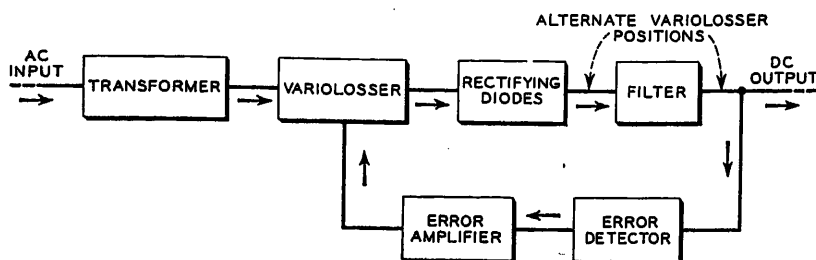 ALTERNATE VARIOLOSSER
POSITIONS
AC
INPUT
TRANSFORMER
VARIOLOSSER
RECTIFYING
DIODES
FILTER
DC
OUTPUT
ERROR
AMPLIFIER
ERROR
DETECTOR